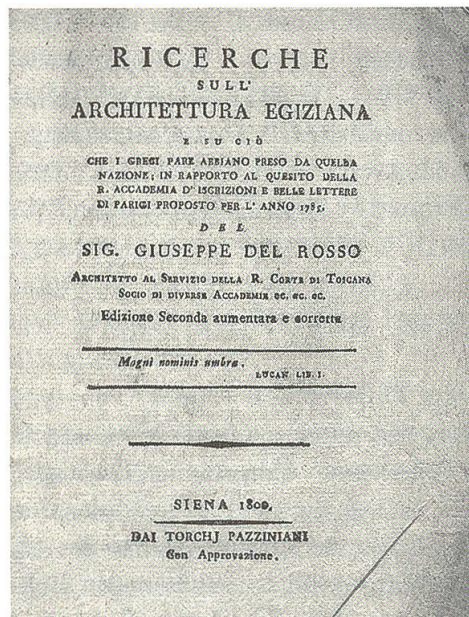 RICERCHE
SULL'
ARCHITETTURA EGIZIANA
E SU CIÒ
CHE I GRECI PARE ABBIANO PRESO DA QUELLA
NAZIONE; IN RAPPORTO AL QUESITO DELLA
R. ACCADEMIA D' ISCRIZIONI E BELLE LETTERE
DI PARIGI PROPOSTO PER L' ANNO 1785.
DEL
SIG. GIUSEPPE DEL ROSSO
ARCHITETTO AL SERVIZIO DELLA R. CORTE DI TOSCANA
SOCIO DI DIVERSE ACCADEMIE ec. ec. ec.
Edizione Seconda aumentata e corretta
Magni nominis umbra.
LUCAN LIB. I.
SIENA 1800.
DAI TORCHJ PAZZINIANI
Con Approvazione.